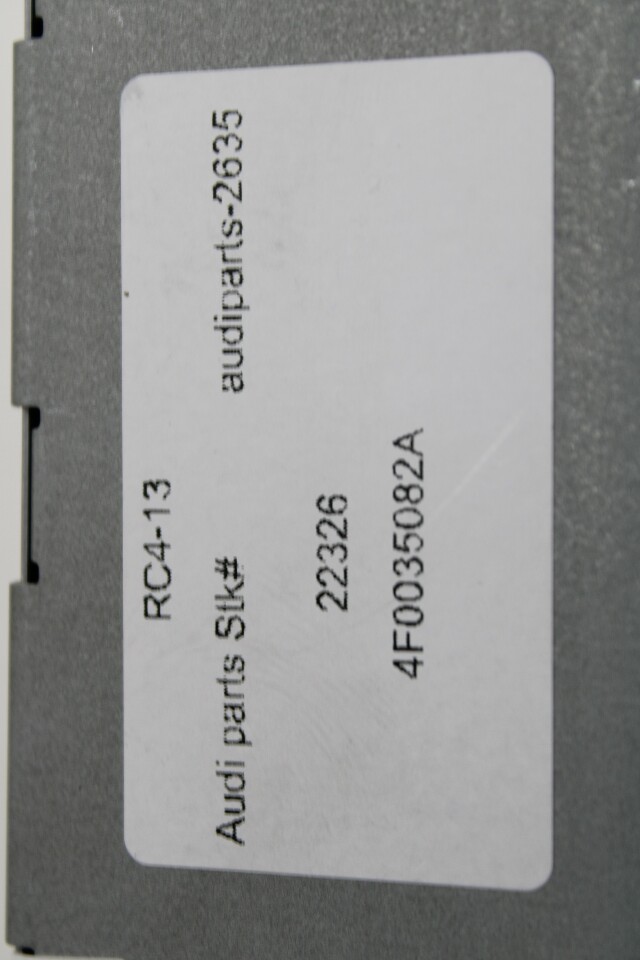 RC4-13
Audi parts Stk# audiparts-2635
22326
4F0035082A